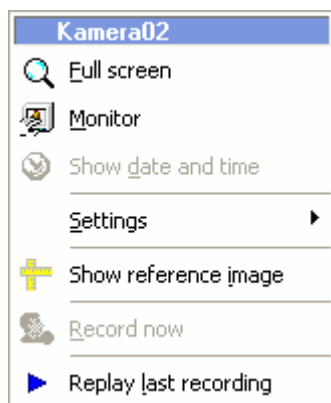 Kamera02
Full screen
Monitor
Show date and time
Settings
Show reference image
Record now
Replay last recording